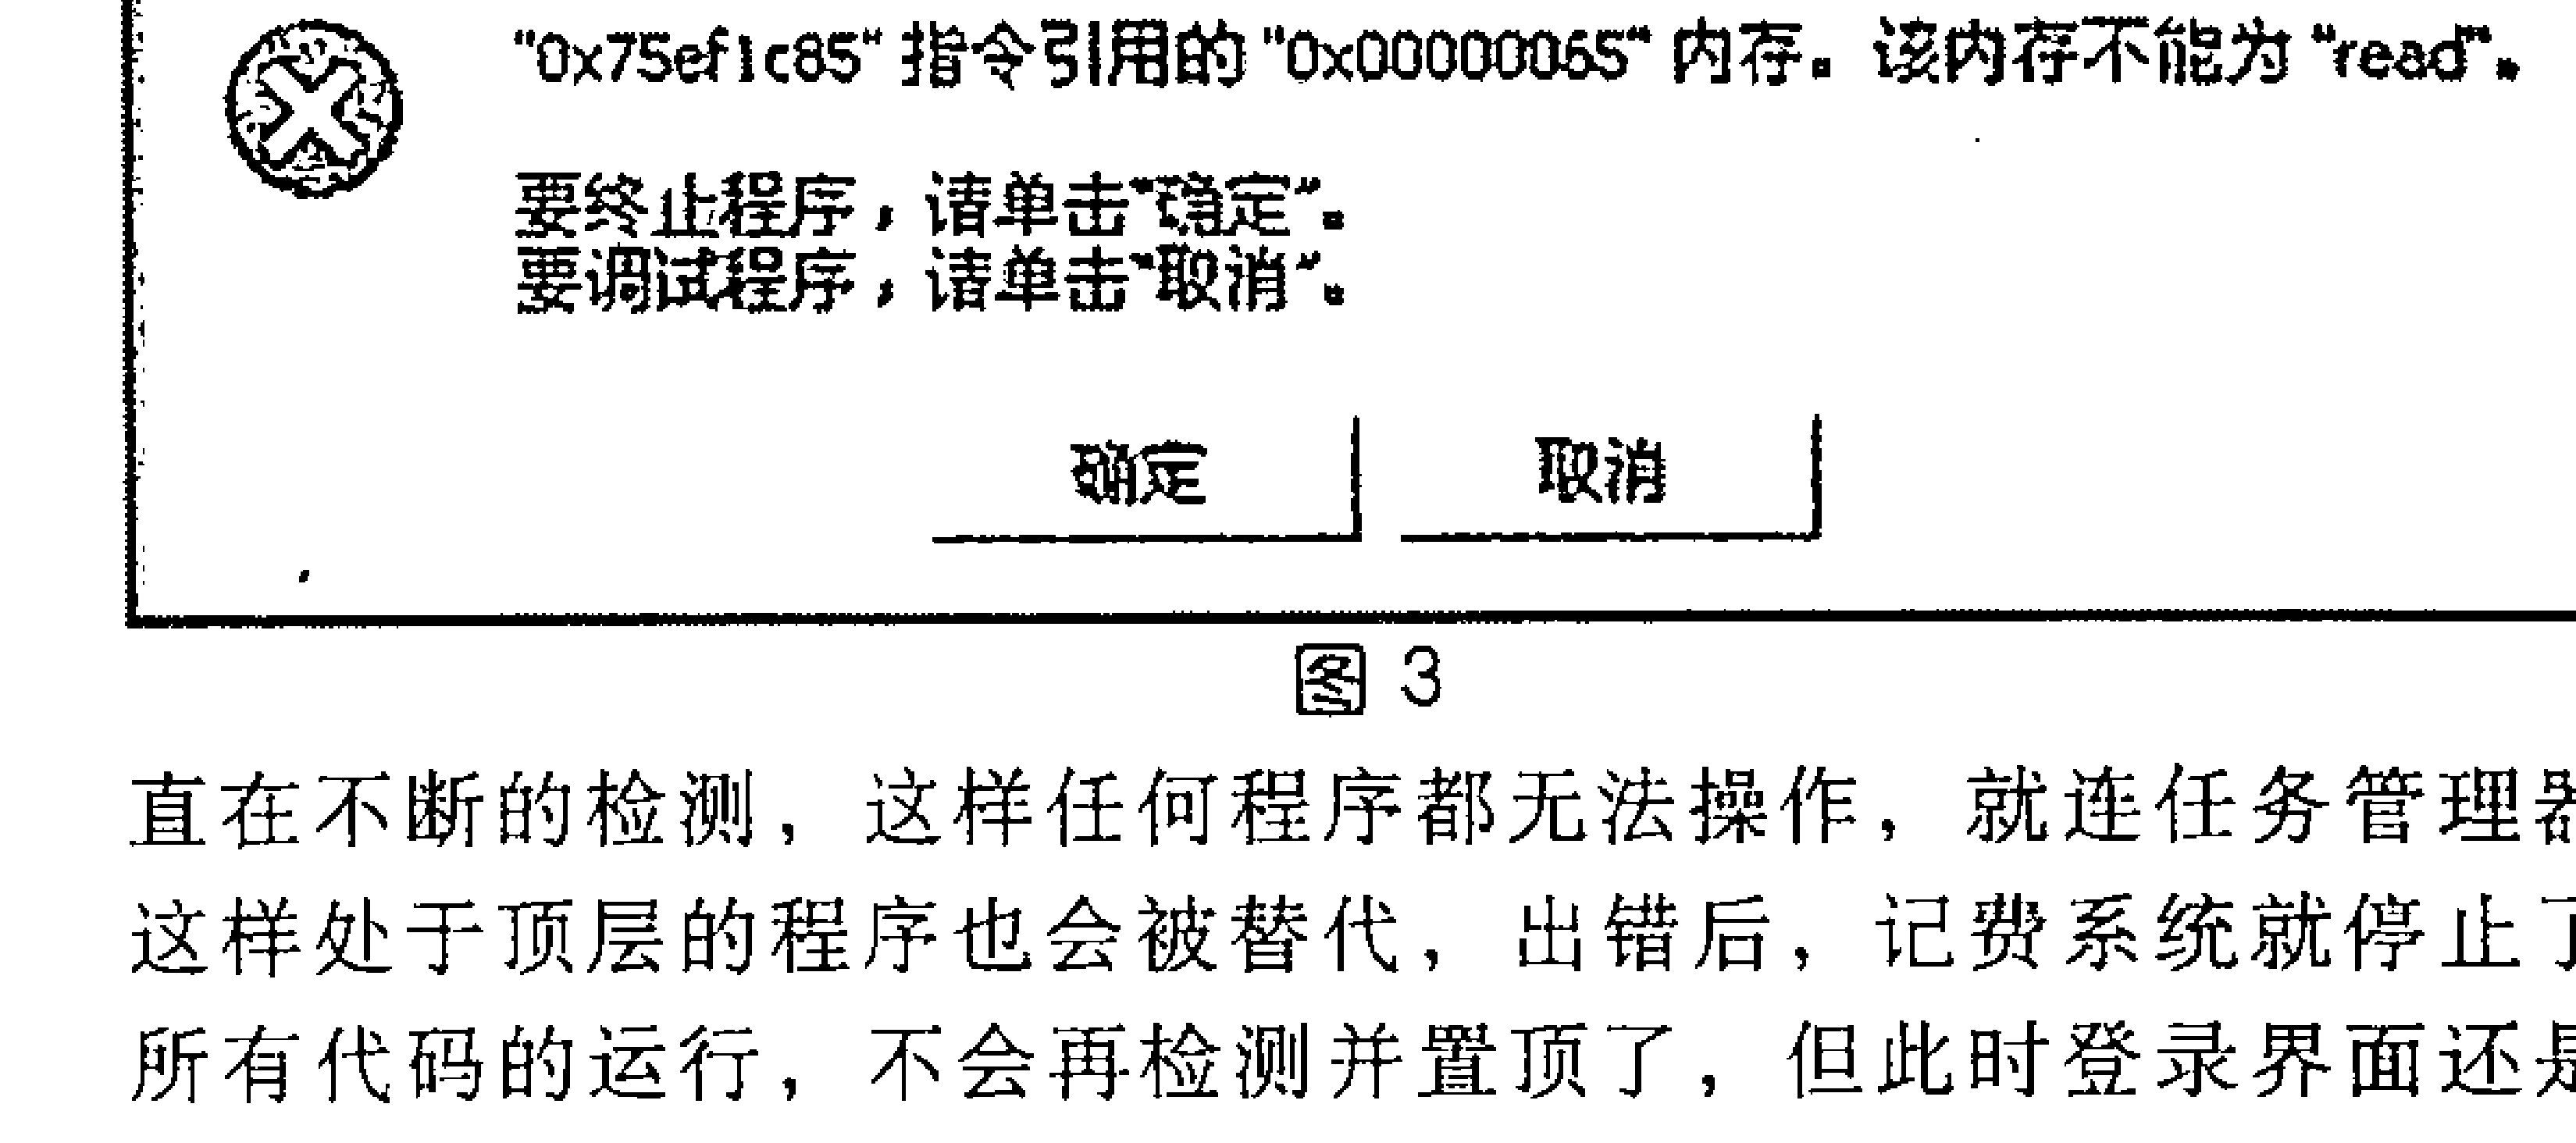 "0x75ef1c85" 指令引用的 "0x00000065" 内存。该内存不能为 "read"。
要终止程序，请单击"确定"。
要调试程序，请单击"取消"。
确定 取消
图 3
直在不断的检测，这样任何程序都无法操作，就连任务管理器
这样处于顶层的程序也会被替代，出错后，记费系统就停止了
所有代码的运行，不会再检测并置顶了，但此时登录界面还是